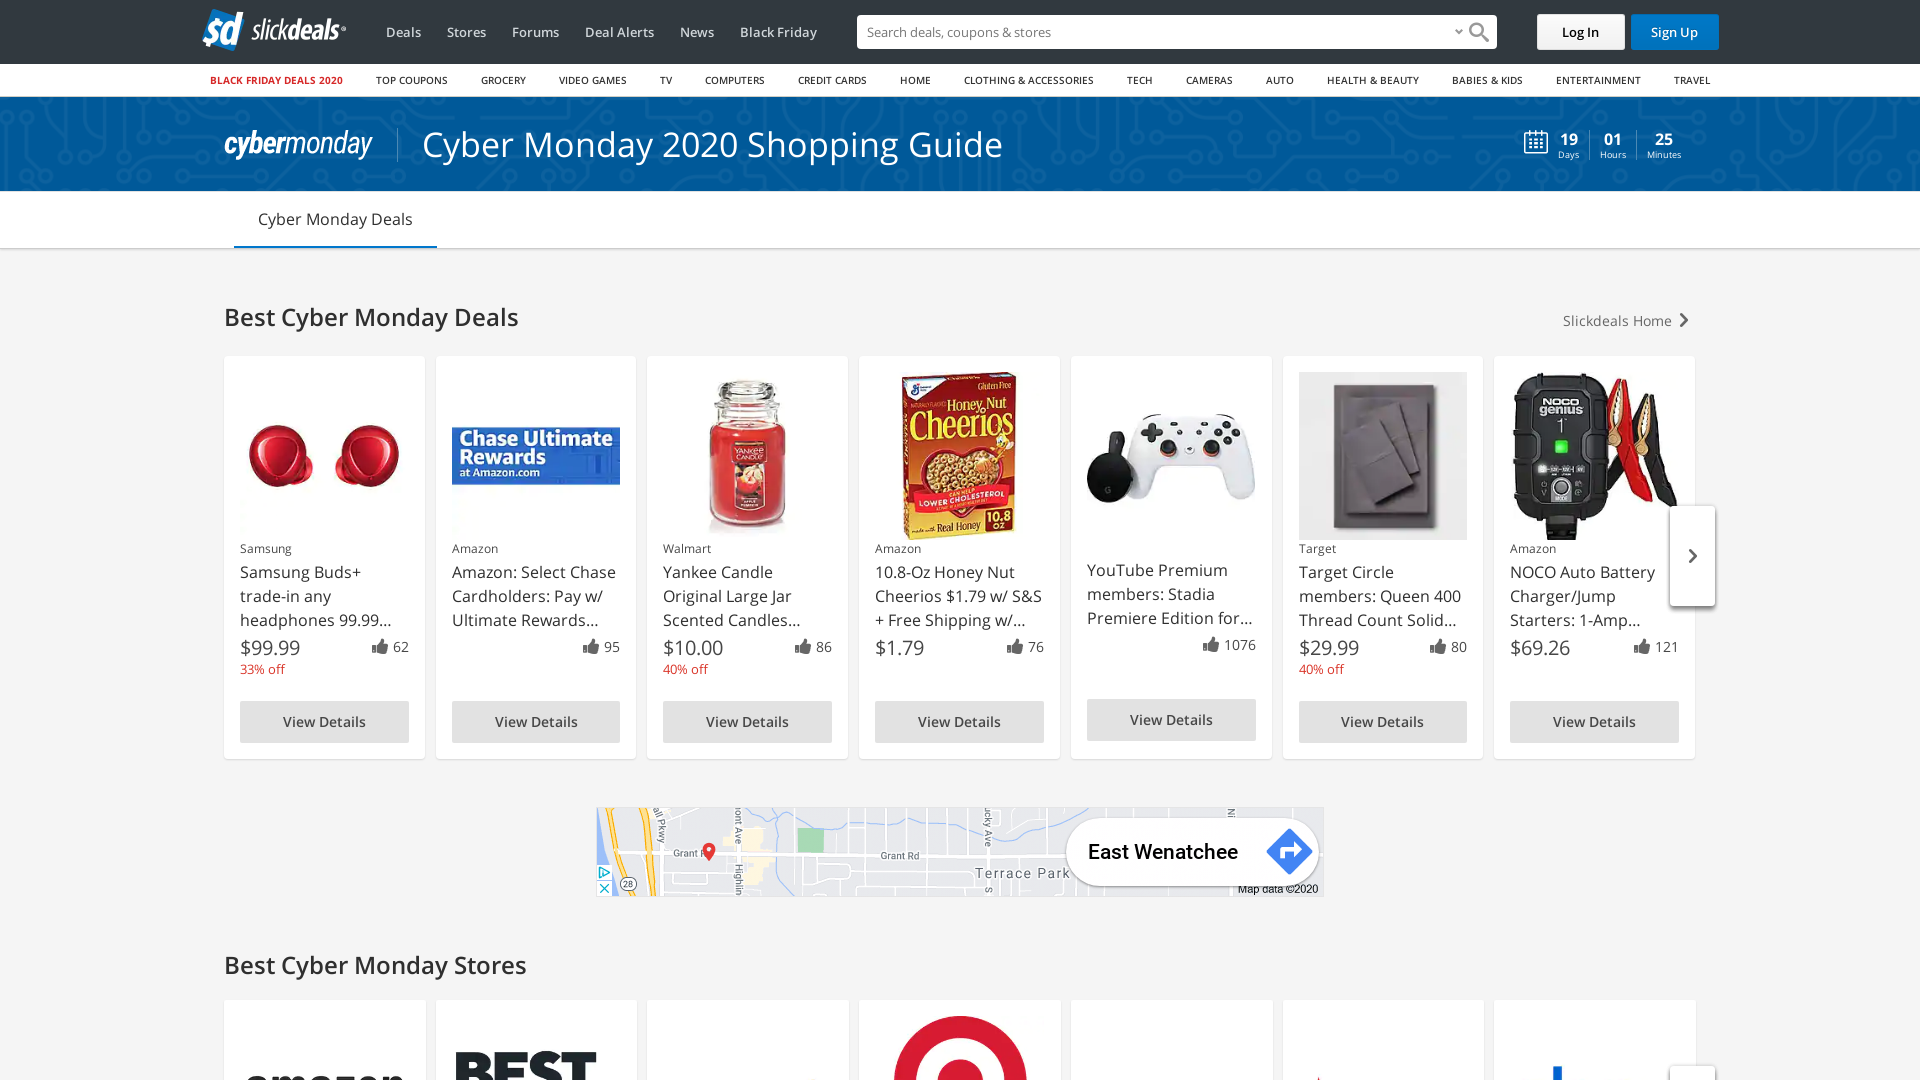 sd slickdeals
Deals
Stores
Forums
Deal Alerts
News
Black Friday
Search deals, coupons & stores
Log In
Sign Up
BLACK FRIDAY DEALS 2020
TOP COUPONS
GROCERY
VIDEO GAMES
TV
COMPUTERS
CREDIT CARDS
HOME
CLOTHING & ACCESSORIES
TECH
CAMERAS
AUTO
HEALTH & BEAUTY
BABIES & KIDS
ENTERTAINMENT
TRAVEL
cybermonday
Cyber Monday 2020 Shopping Guide
19 Days
01 Hours
25 Minutes
Cyber Monday Deals
Best Cyber Monday Deals
Slickdeals Home
Samsung
Samsung Buds+
trade-in any
headphones 99.99...
$99.99
62
33% off
View Details
Chase Ultimate
Rewards
at Amazon.com
Amazon
Amazon: Select Chase
Cardholders: Pay w/
Ultimate Rewards...
95
View Details
YANKEE
CANDLE
Walmart
Yankee Candle
Original Large Jar
Scented Candles...
$10.00
86
40% off
View Details
Gluten Free
Honey Nut
Cheerios
CAN HELP
LOWER CHOLESTEROL
made with Real Honey
10.8
OZ
Amazon
10.8-Oz Honey Nut
Cheerios $1.79 w/ S&S
+ Free Shipping w/...
$1.79
76
View Details
YouTube Premium
members: Stadia
Premiere Edition for...
1076
View Details
Target
Target Circle
members: Queen 400
Thread Count Solid...
$29.99
80
40% off
View Details
NOCO
genius
1
MODE
Amazon
NOCO Auto Battery
Charger/Jump
Starters: 1-Amp...
$69.26
121
View Details
Grant Rd
28
Terrace Park
East Wenatchee
Map data ©2020
Best Cyber Monday Stores
amazon
BEST